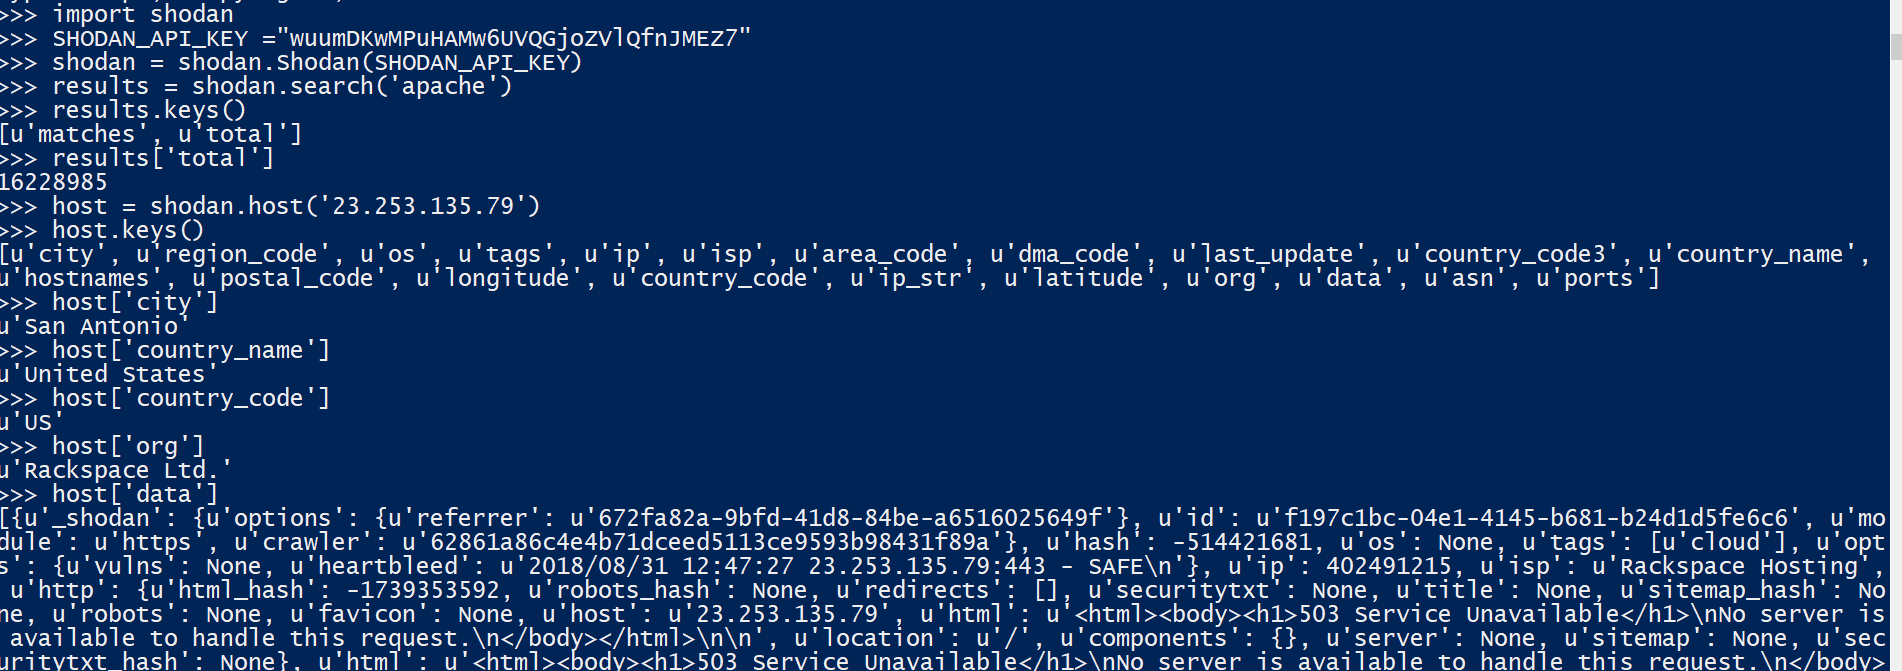 >>> import shodan
>>> SHODAN_API_KEY ="wuumDKwMPuHAMw6UVQGjoZVlQfnJMEZ7"
>>> shodan = shodan.Shodan(SHODAN_API_KEY)
>>> results = shodan.search('apache')
>>> results.keys()
[u'matches', u'total']
>>> results['total']
16228985
>>> host = shodan.host('23.253.135.79')
>>> host.keys()
[u'city', u'region_code', u'os', u'tags', u'ip', u'isp', u'area_code', u'dma_code', u'last_update', u'country_code3', u'country_name',
u'hostnames', u'postal_code', u'longitude', u'country_code', u'ip_str', u'latitude', u'org', u'data', u'asn', u'ports']
>>> host['city']
u'San Antonio'
>>> host['country_name']
u'United States'
>>> host['country_code']
u'US'
>>> host['org']
u'Rackspace Ltd.'
>>> host['data']
[{u'_shodan': {u'options': {u'referrer': u'672fa82a-9bfd-41d8-84be-a6516025649f'}, u'id': u'f197c1bc-04e1-4145-b681-b24d1d5fe6c6', u'mo
dule': u'https', u'crawler': u'62861a86c4e4b71dceed5113ce9593b98431f89a'}, u'hash': -514421681, u'os': None, u'tags': [u'cloud'], u'opt
s': {u'vulns': None, u'heartbleed': u'2018/08/31 12:47:27 23.253.135.79:443 - SAFE\n'}, u'ip': 402491215, u'isp': u'Rackspace Hosting',
u'http': {u'html_hash': -1739353592, u'robots_hash': None, u'redirects': [], u'securitytxt': None, u'title': None, u'sitemap_hash': No
ne, u'robots': None, u'favicon': None, u'host': u'23.253.135.79', u'html': u'<html><body><h1>503 Service Unavailable</h1>\nNo server is
available to handle this request.\n</body></html>\n\n', u'location': u'/', u'components': {}, u'server': None, u'sitemap': None, u'sec
uritytxt_hash': None}, u'html': u'<html><body><h1>503 Service Unavailable</h1>\nNo server is available to handle this request.\n</body>